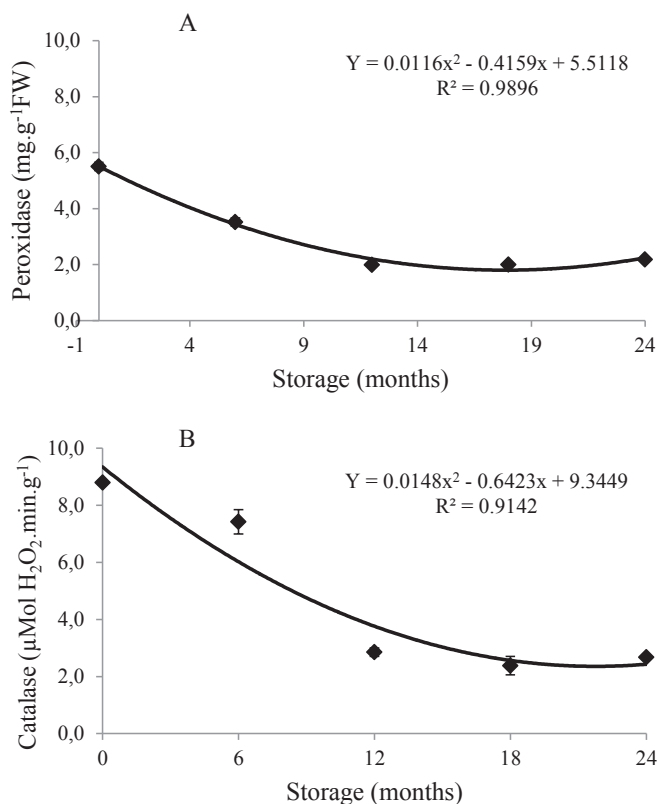 A
Y = 0.0116x² - 0.4159x + 5.5118
R² = 0.9896
Peroxidase (mg.g⁻¹FW)
10,0
8,0
6,0
4,0
2,0
0,0
-1 4 9 14 19 24
Storage (months)
B
Y = 0.0148x² - 0.6423x + 9.3449
R² = 0.9142
Catalase (µMol H₂O₂.min.g⁻¹)
10,0
8,0
6,0
4,0
2,0
0,0
0 6 12 18 24
Storage (months)